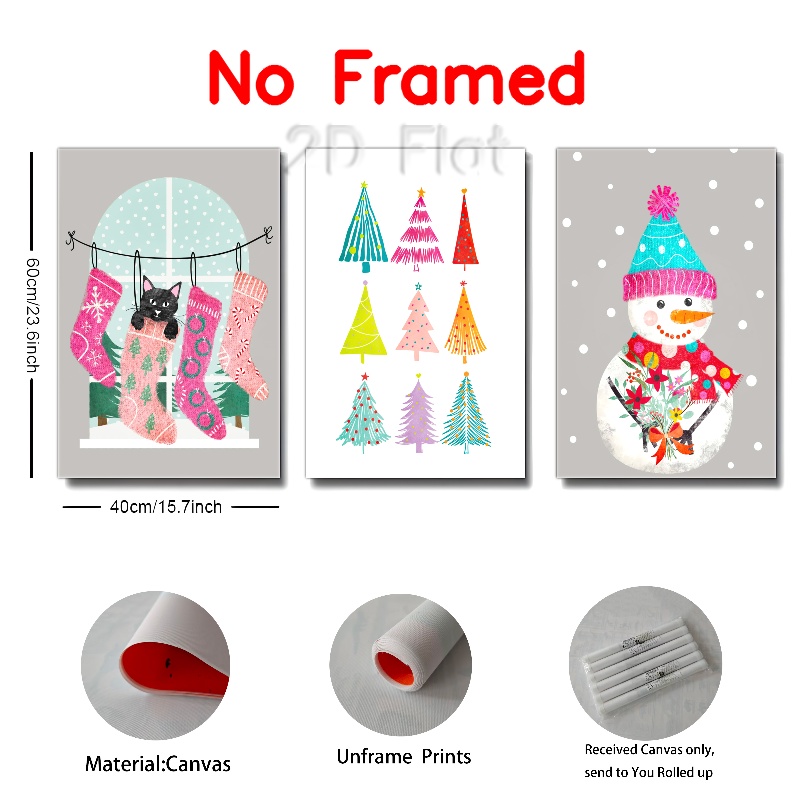 No Framed
2D Flat
60cm/23.6inch
40cm/15.7inch
Material:Canvas
Unframe Prints
Received Canvas only,
send to You Rolled up